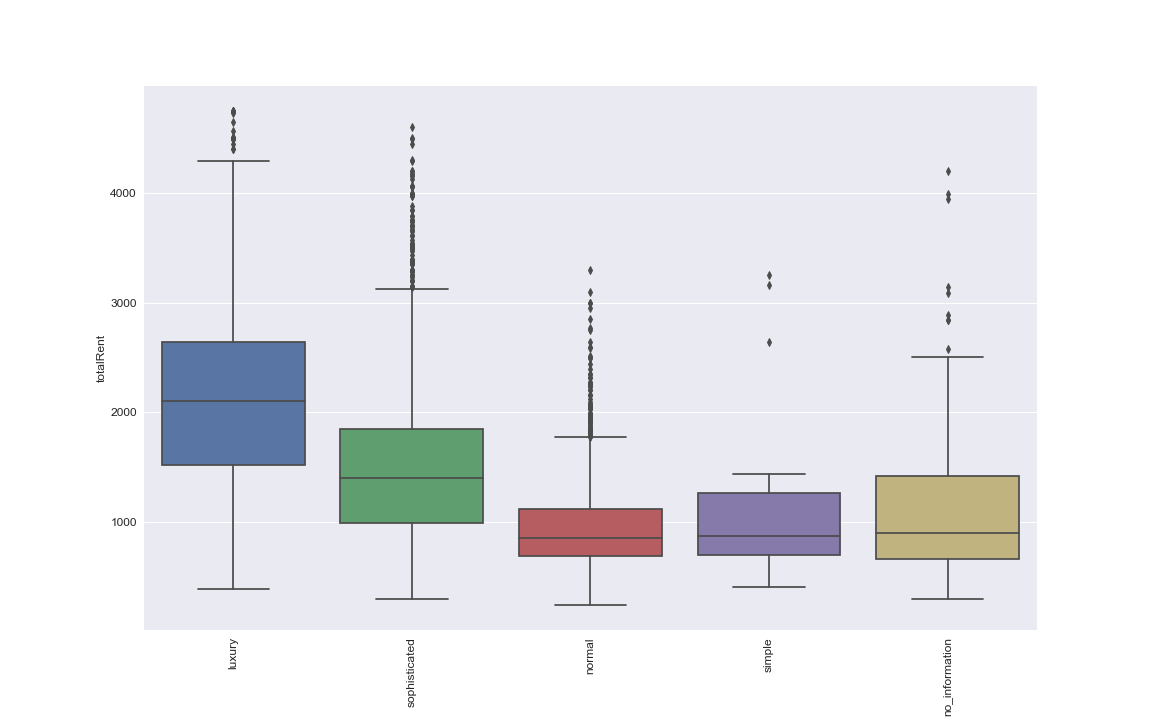 4000
3000
2000
1000
totalRent
luxury
sophisticated
normal
simple
no_information